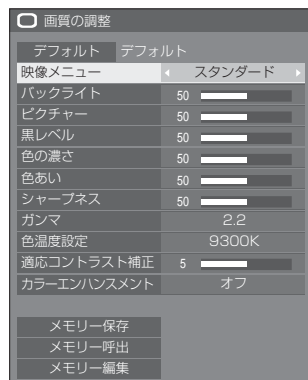 画質の調整
デフォルト デフォルト
映像メニュー スタンダード
バックライト 50
ピクチャー 50
黒レベル 50
色の濃さ 50
色あい 50
シャープネス 50
ガンマ 2.2
色温度設定 9300K
適応コントラスト補正 5
カラーエンハンスメント オフ
メモリー保存
メモリー呼出
メモリー編集